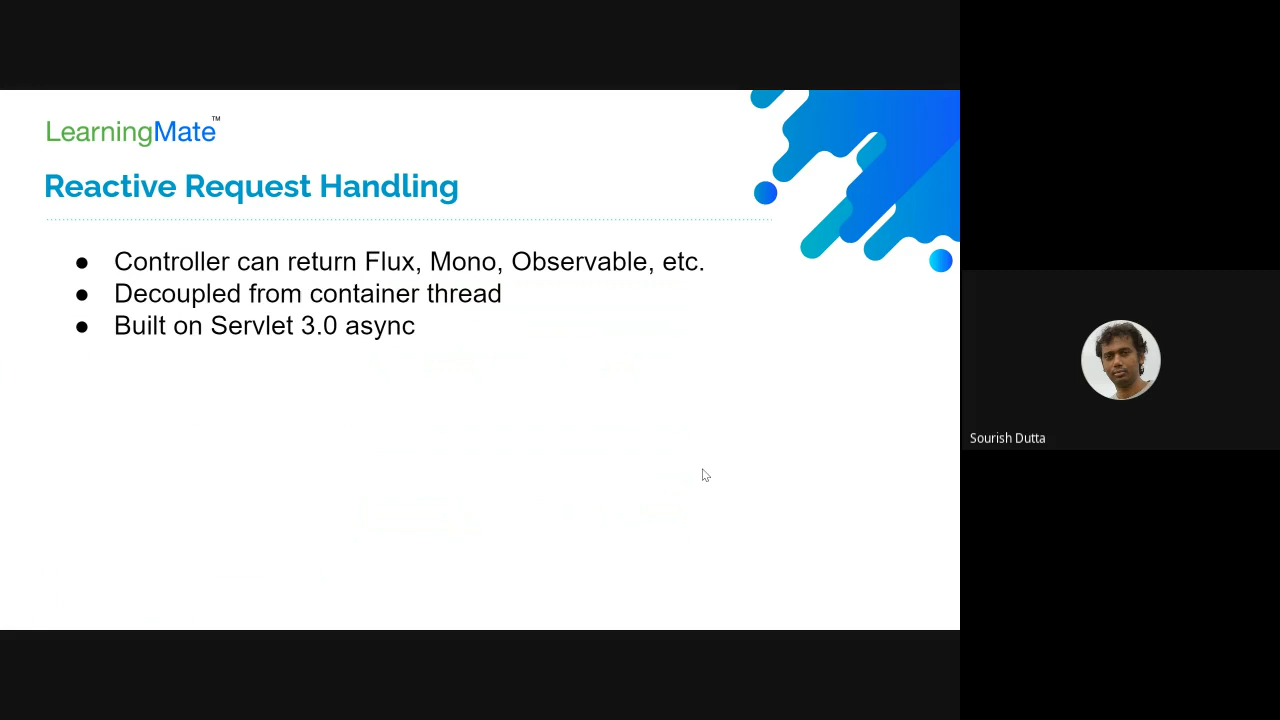 LearningMate™
Reactive Request Handling
● Controller can return Flux, Mono, Observable, etc.
● Decoupled from container thread
● Built on Servlet 3.0 async
Sourish Dutta